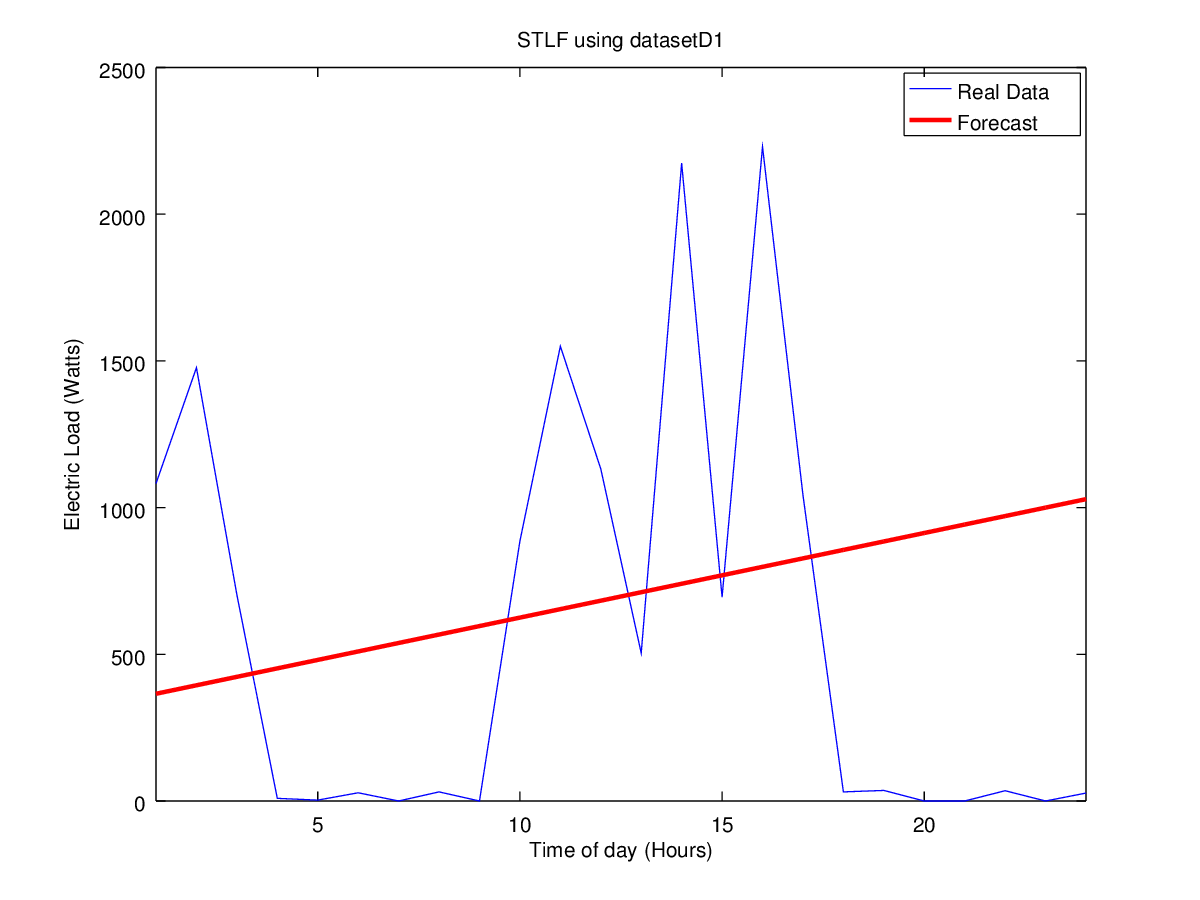 STLF using datasetD1
Real Data
Forecast
Electric Load (Watts)
2500
2000
1500
1000
500
0
5
10
15
20
Time of day (Hours)